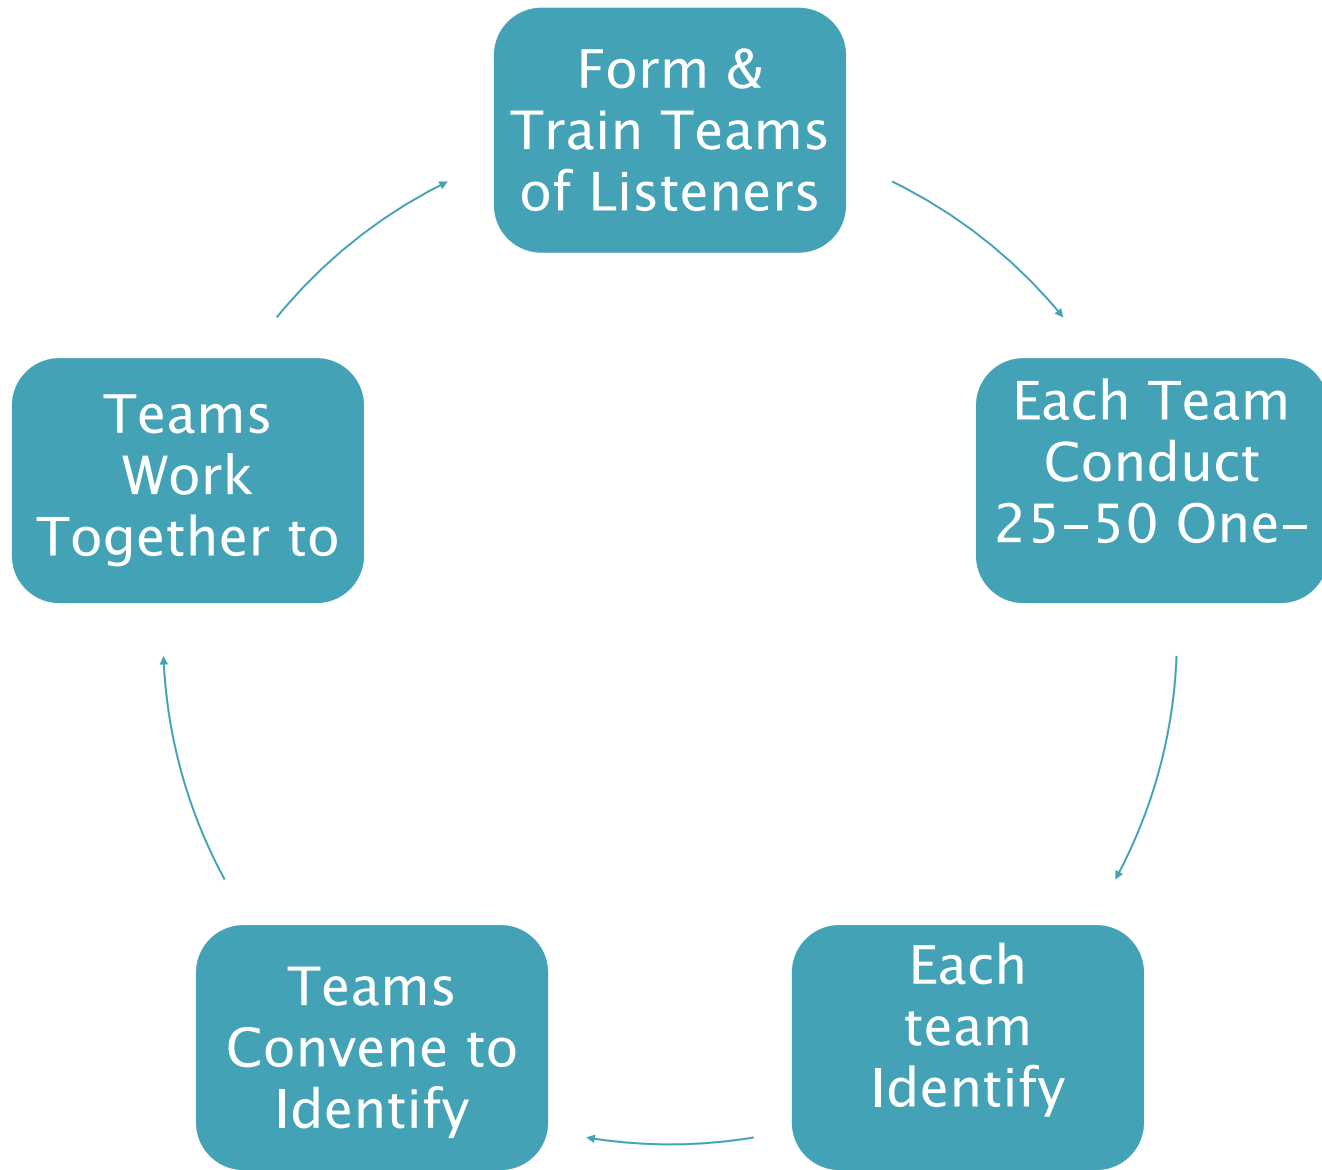 Form &
Train Teams
of Listeners
Each Team
Conduct
25–50 One–
Each
team
Identify
Teams
Convene to
Identify
Teams
Work
Together to